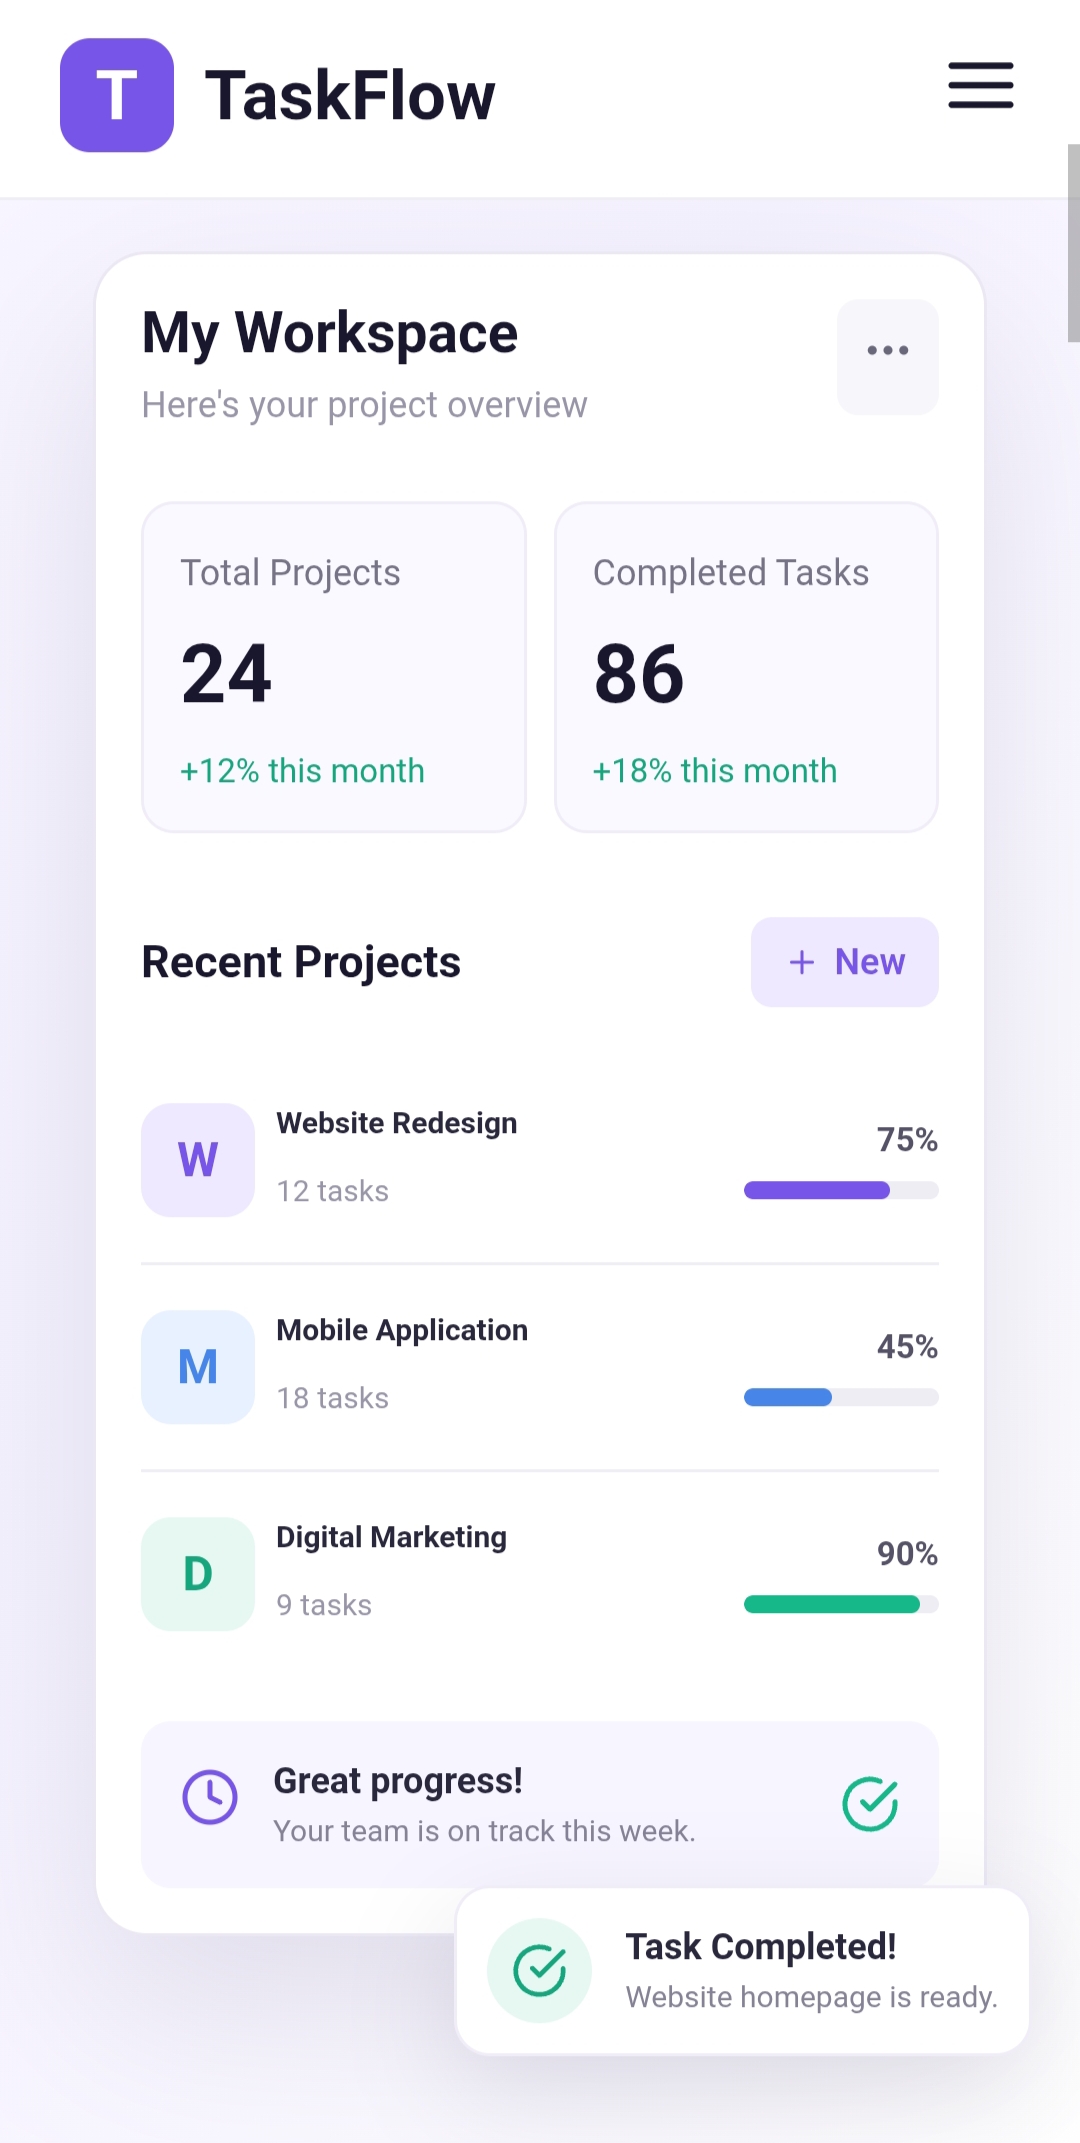 T TaskFlow
My Workspace
Here's your project overview
Total Projects
24
+12% this month
Completed Tasks
86
+18% this month
Recent Projects
+ New
W
Website Redesign
12 tasks
75%
M
Mobile Application
18 tasks
45%
D
Digital Marketing
9 tasks
90%
Great progress!
Your team is on track this week.
Task Completed!
Website homepage is ready.